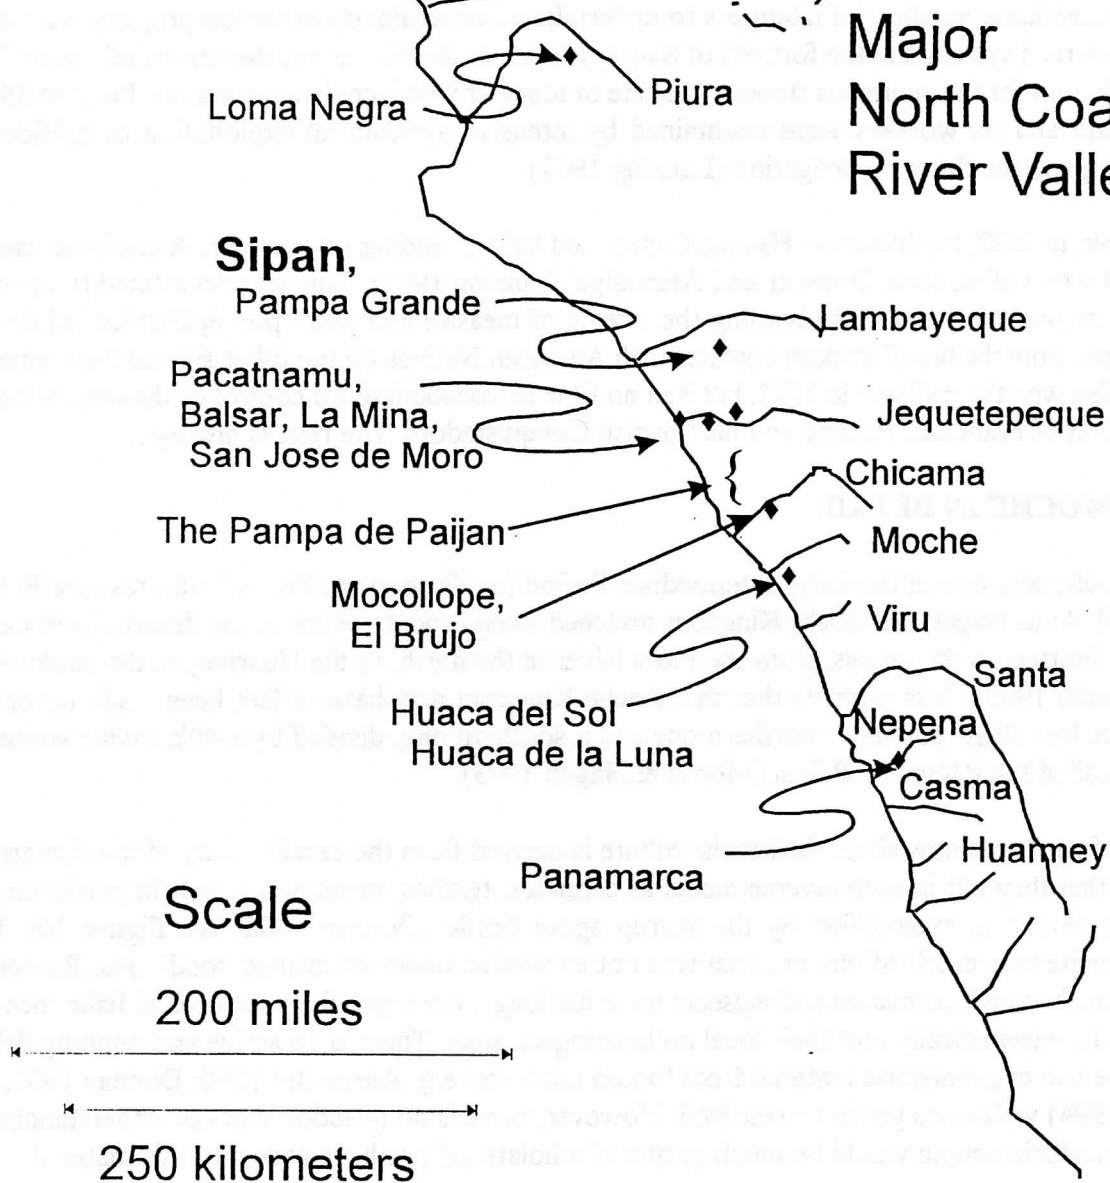 Major
North Coa
River Valle
Piura
Loma Negra
Sipan,
Pampa Grande
Lambayeque
Pacatnamu,
Balsar, La Mina,
San Jose de Moro
Jequetepeque
Chicama
The Pampa de Paijan
Moche
Mocollope,
El Brujo
Viru
Santa
Huaca del Sol
Huaca de la Luna
Nepena
Casma
Huarmey
Panamarca
Scale
200 miles
250 kilometers